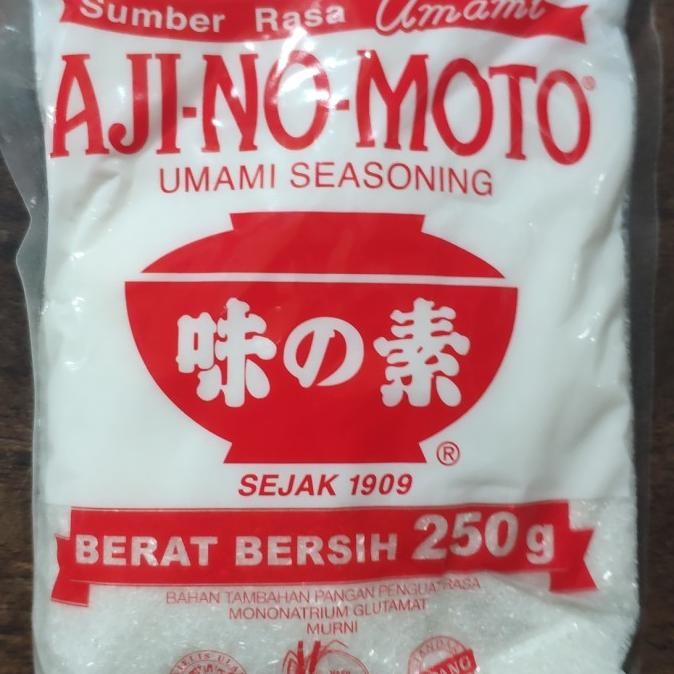 Sumber Rasa Umami
AJI-NO-MOTO®
UMAMI SEASONING
味の素
®
SEJAK 1909
BERAT BERSIH 250 g
BAHAN TAMBAHAN PANGAN PENGUAT RASA
MONONATRIUM GLUTAMAT
MURNI